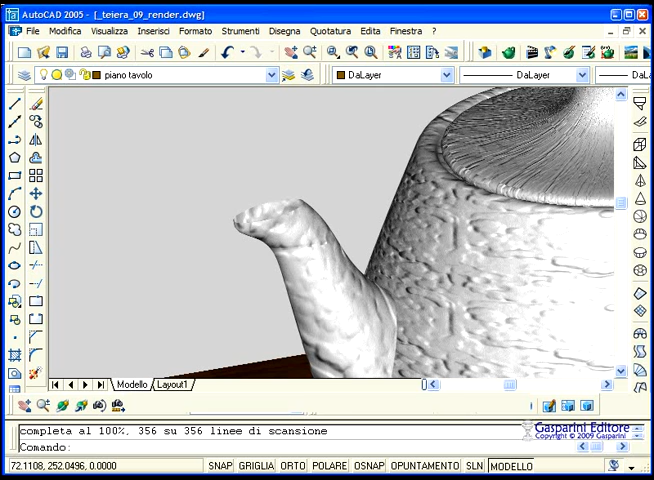 AutoCAD 2005 - [_teiera_09_render.dwg]
File Modifica Visualizza Inserisci Formato Strumenti Disegna Quotatura Edita Finestra ?
piano tavolo DaLayer DaLayer DaLa
Modello Layout1
completa al 100%, 356 su 356 linee di scansione
Gasparini Editore
Copyright © 2009 Gasparini
Comando:
72.1108, 252.0496, 0.0000 SNAP GRIGLIA ORTO POLARE OSNAP OPUNTAMENTO SLN MODELLO